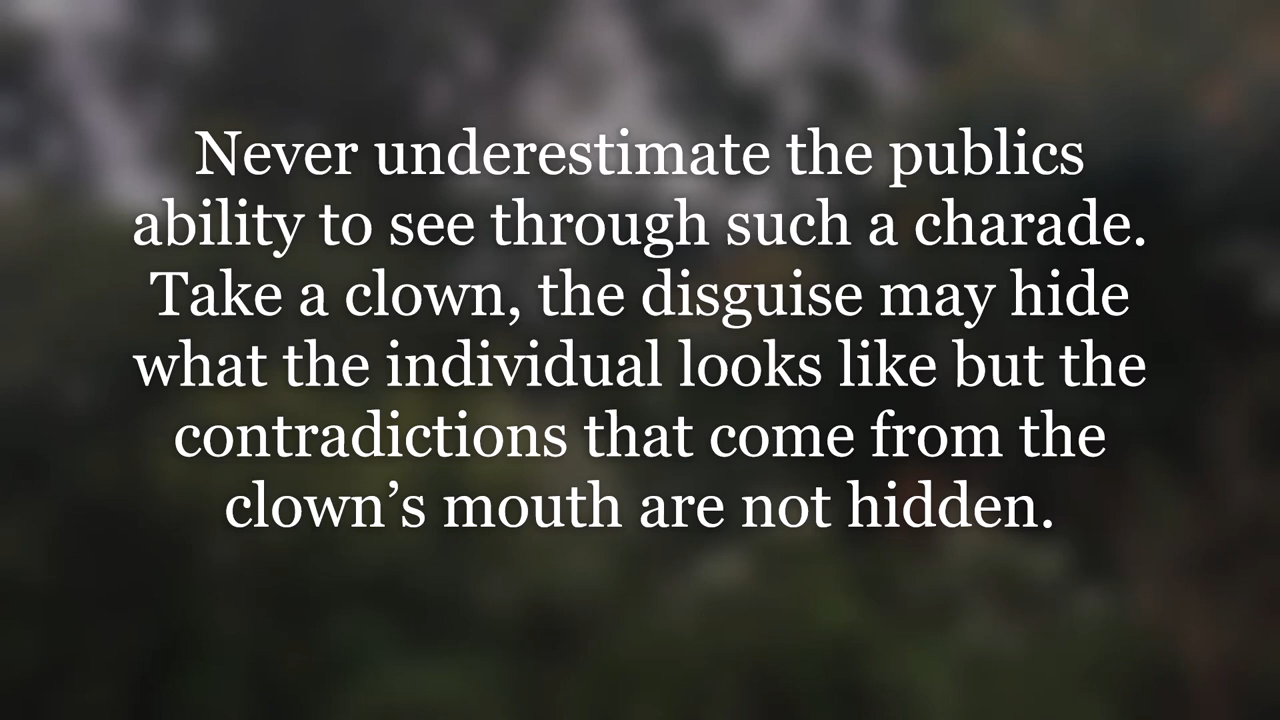 Never underestimate the publics
ability to see through such a charade.
Take a clown, the disguise may hide
what the individual looks like but the
contradictions that come from the
clown’s mouth are not hidden.